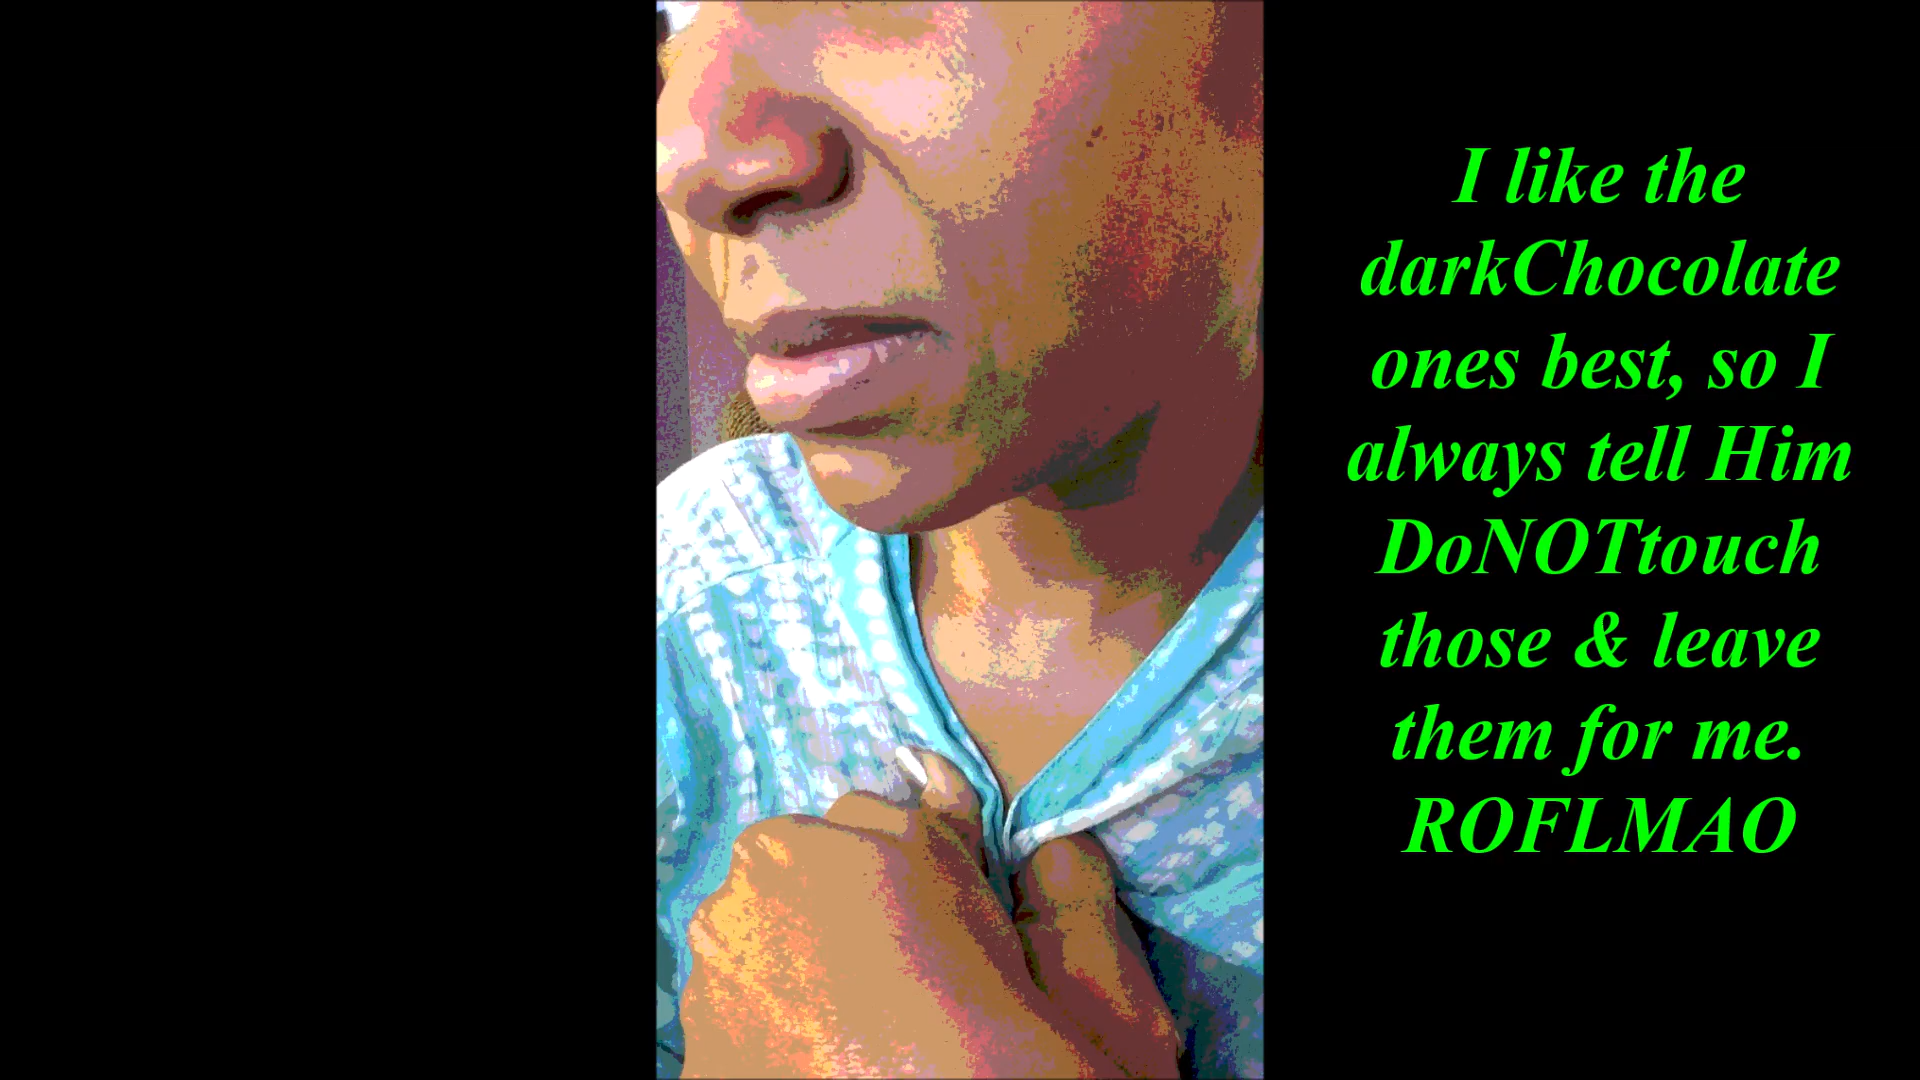 I like the
darkChocolate
ones best, so I
always tell Him
DoNOTtouch
those & leave
them for me.
ROFLMAO